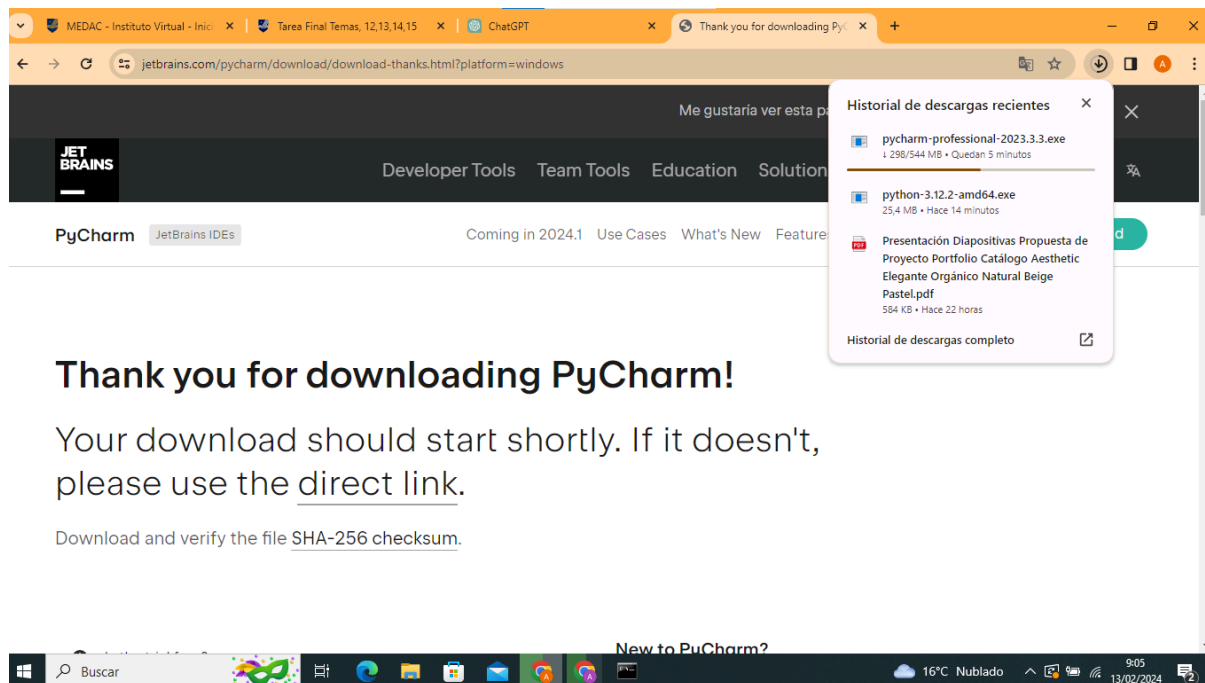 MEDAC - Instituto Virtual - Inici
Tarea Final Temas, 12,13,14,15
ChatGPT
Thank you for downloading PyC
jetbrains.com/pycharm/download/download-thanks.html?platform=windows
A
Me gustaría ver esta
Historial de descargas recientes
pycharm-professional-2023.3.3.exe
↓ 298/544 MB • Quedan 5 minutos
python-3.12.2-amd64.exe
25,4 MB • Hace 14 minutos
PDF
Presentación Diapositivas Propuesta de
Proyecto Portfolio Catálogo Aesthetic
Elegante Orgánico Natural Beige
Pastel.pdf
584 KB • Hace 22 horas
Historial de descargas completo
JET
BRAINS
Developer Tools Team Tools Education Solution
PyCharm JetBrains IDEs Coming in 2024.1 Use Cases What's New Feature
d
Thank you for downloading PyCharm!
Your download should start shortly. If it doesn't,
please use the direct link.
Download and verify the file SHA-256 checksum.
New to PyCharm?
Buscar
16°C Nublado
9:05
13/02/2024
2